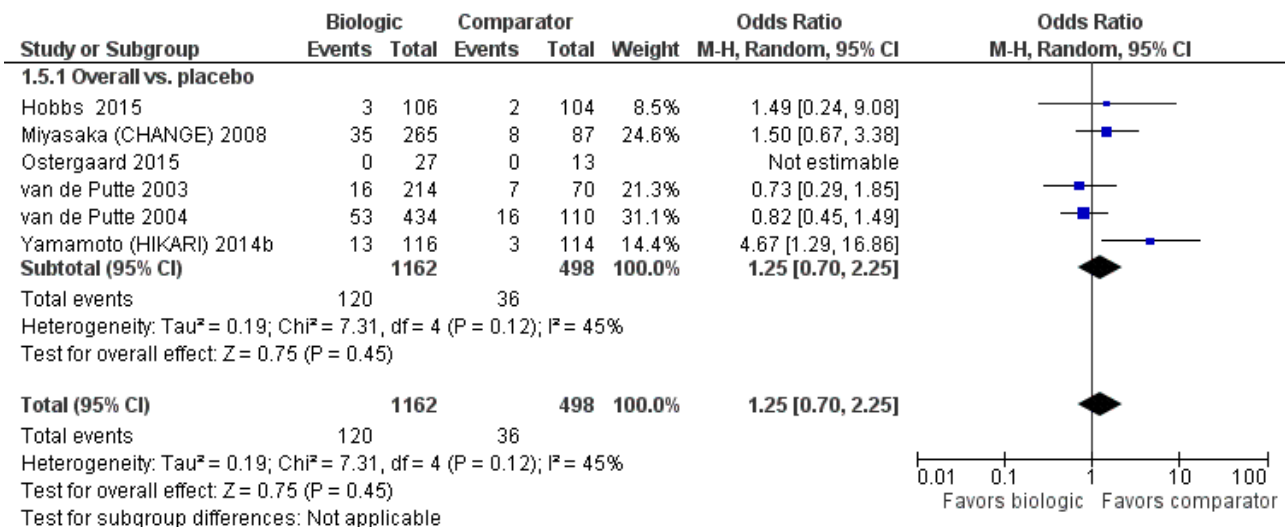 Biologic Comparator Odds Ratio Odds Ratio
Study or Subgroup Events Total Events Total Weight M-H, Random, 95% CI M-H, Random, 95% CI
1.5.1 Overall vs. placebo
Hobbs 2015 3 106 2 104 8.5% 1.49 [0.24, 9.08]
Miyasaka (CHANGE) 2008 35 265 8 87 24.6% 1.50 [0.67, 3.38]
Ostergaard 2015 0 27 0 13 Not estimable
van de Putte 2003 16 214 7 70 21.3% 0.73 [0.29, 1.85]
van de Putte 2004 53 434 16 110 31.1% 0.82 [0.45, 1.49]
Yamamoto (HIKARI) 2014b 13 116 3 114 14.4% 4.67 [1.29, 16.86]
Subtotal (95% CI) 1162 498 100.0% 1.25 [0.70, 2.25]
Total events 120 36
Heterogeneity: Tau² = 0.19; Chi² = 7.31, df = 4 (P = 0.12); I² = 45%
Test for overall effect: Z = 0.75 (P = 0.45)
Total (95% CI) 1162 498 100.0% 1.25 [0.70, 2.25]
Total events 120 36
Heterogeneity: Tau² = 0.19; Chi² = 7.31, df = 4 (P = 0.12); I² = 45%
Test for overall effect: Z = 0.75 (P = 0.45)
Test for subgroup differences: Not applicable
0.01 0.1 1 10 100
Favors biologic Favors comparator